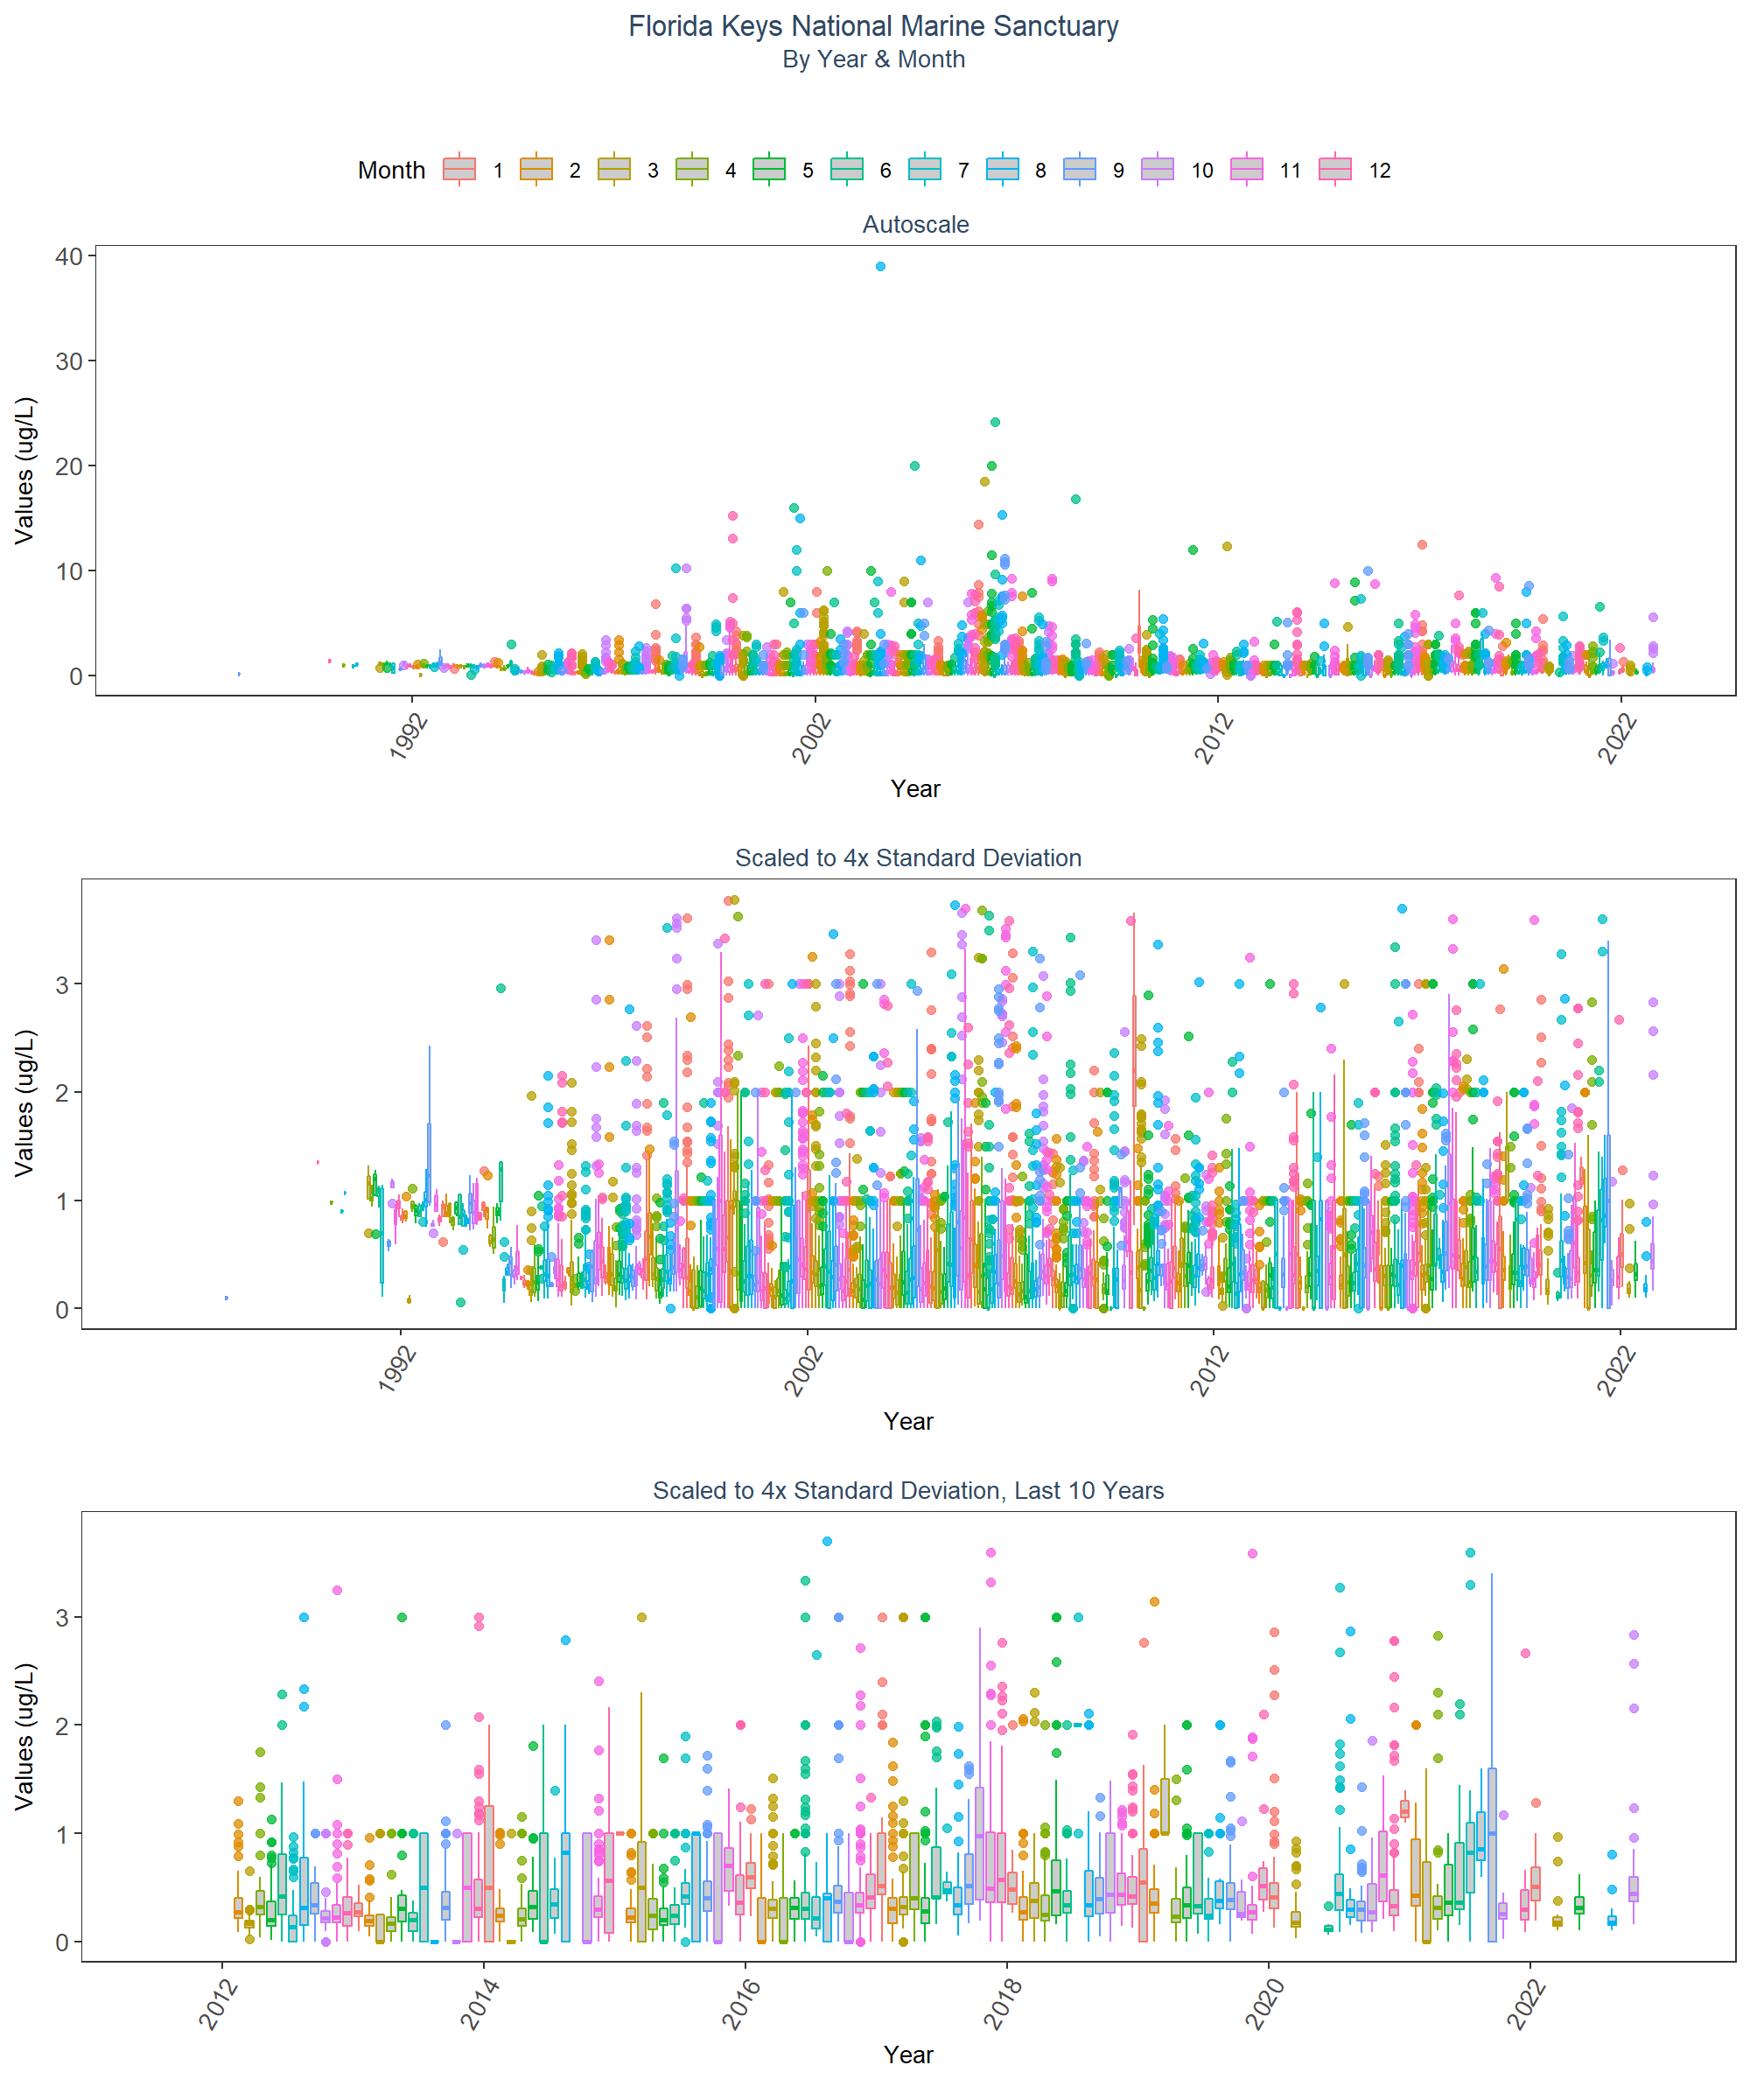 Florida Keys National Marine Sanctuary
By Year & Month
Month 1 2 3 4 5 6 7 8 9 10 11 12
Autoscale
Values (ug/L)
40
30
20
10
0
1992 2002 2012 2022
Year
Scaled to 4x Standard Deviation
Values (ug/L)
3
2
1
0
1992 2002 2012 2022
Year
Scaled to 4x Standard Deviation, Last 10 Years
Values (ug/L)
3
2
1
0
2012 2014 2016 2018 2020 2022
Year